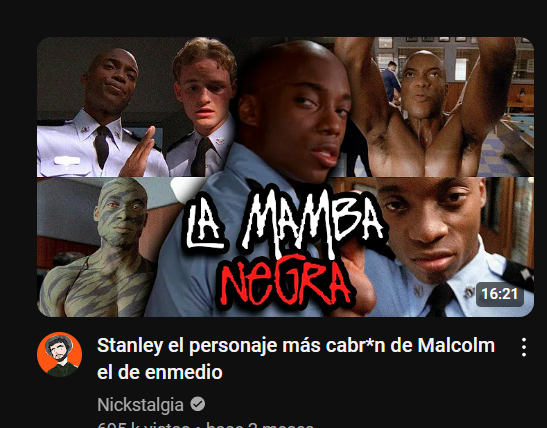 LA MAMBA
NEGRA
16:21
Stanley el personaje más cabr*n de Malcolm
el de enmedio
Nickstalgia